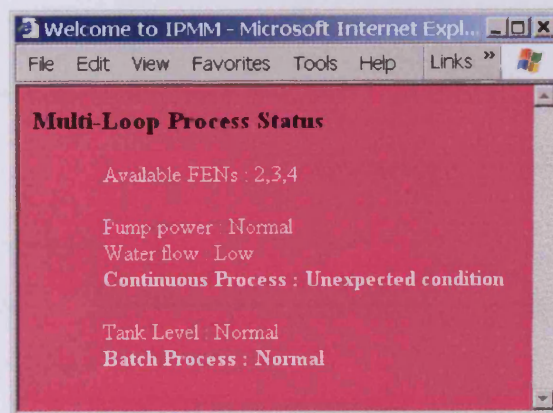 Welcome to IPMM - Microsoft Internet Expl...
File Edit View Favorites Tools Help Links »
Multi-Loop Process Status
Available FENs : 2,3,4
Pump power : Normal
Water flow : Low
Continuous Process : Unexpected condition
Tank Level : Normal
Batch Process : Normal